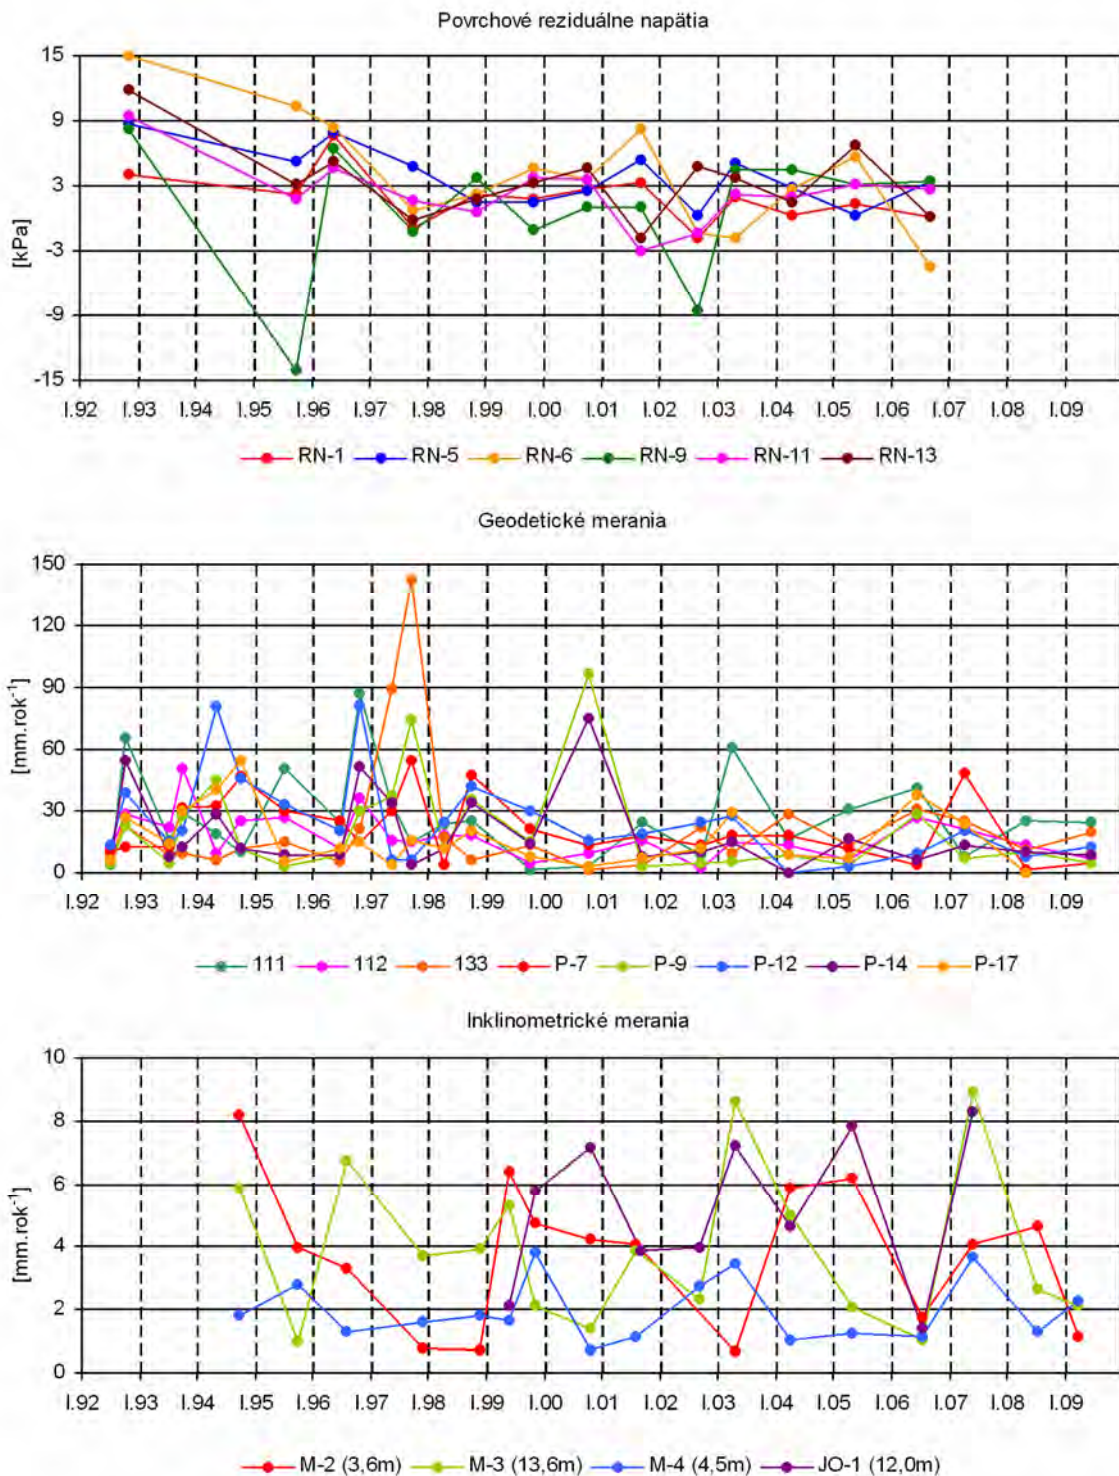 Povrchové reziduálne napätia
15
9
3
-3
-9
-15
[kPa]
I.92 I.93 I.94 I.95 I.96 I.97 I.98 I.99 I.00 I.01 I.02 I.03 I.04 I.05 I.06 I.07 I.08 I.09
RN-1 RN-5 RN-6 RN-9 RN-11 RN-13
Geodetické merania
150
120
90
60
30
0
[mm.rok⁻¹]
I.92 I.93 I.94 I.95 I.96 I.97 I.98 I.99 I.00 I.01 I.02 I.03 I.04 I.05 I.06 I.07 I.08 I.09
111 112 133 P-7 P-9 P-12 P-14 P-17
Inklinometrické merania
10
8
6
4
2
0
[mm.rok⁻¹]
I.92 I.93 I.94 I.95 I.96 I.97 I.98 I.99 I.00 I.01 I.02 I.03 I.04 I.05 I.06 I.07 I.08 I.09
M-2 (3,6m) M-3 (13,6m) M-4 (4,5m) JO-1 (12,0m)